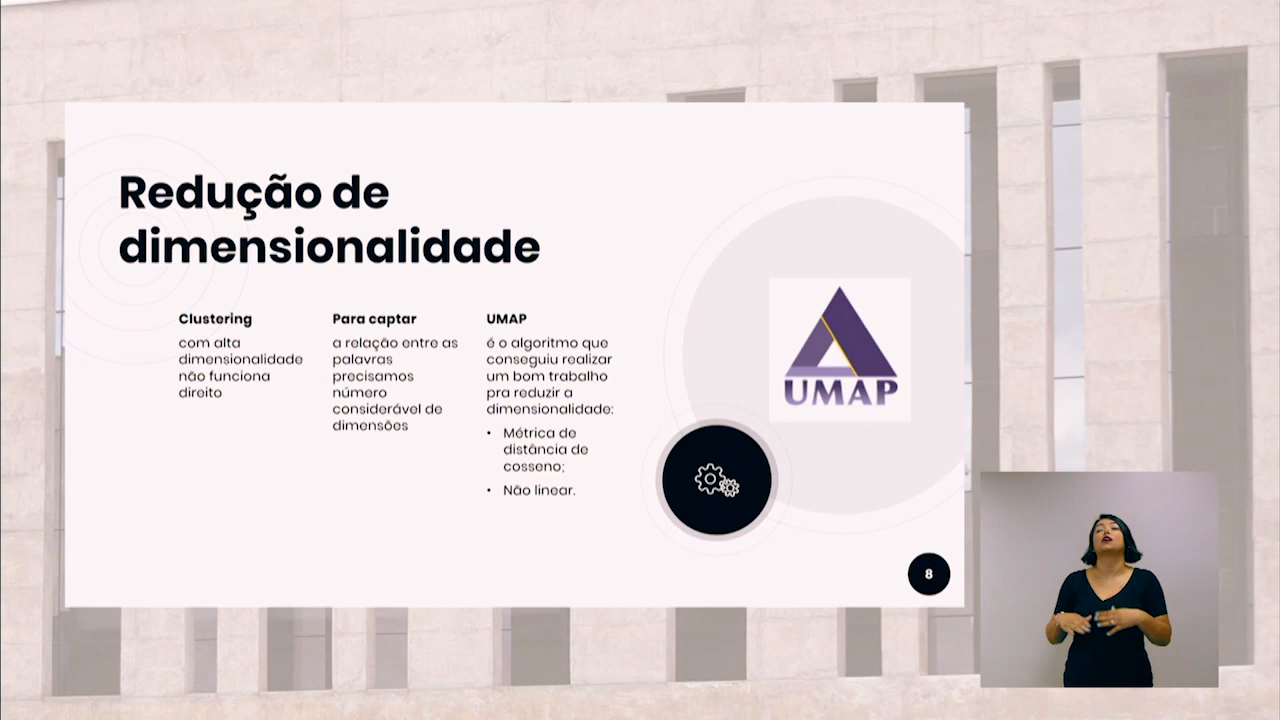 Redução de
dimensionalidade
Clustering
com alta
dimensionalidade
não funciona
direito
Para captar
a relação entre as
palavras
precisamos
número
considerável de
dimensões
UMAP
é o algoritmo que
conseguiu realizar
um bom trabalho
pra reduzir a
dimensionalidade:
• Métrica de
distância de
cosseno;
• Não linear.
UMAP
8